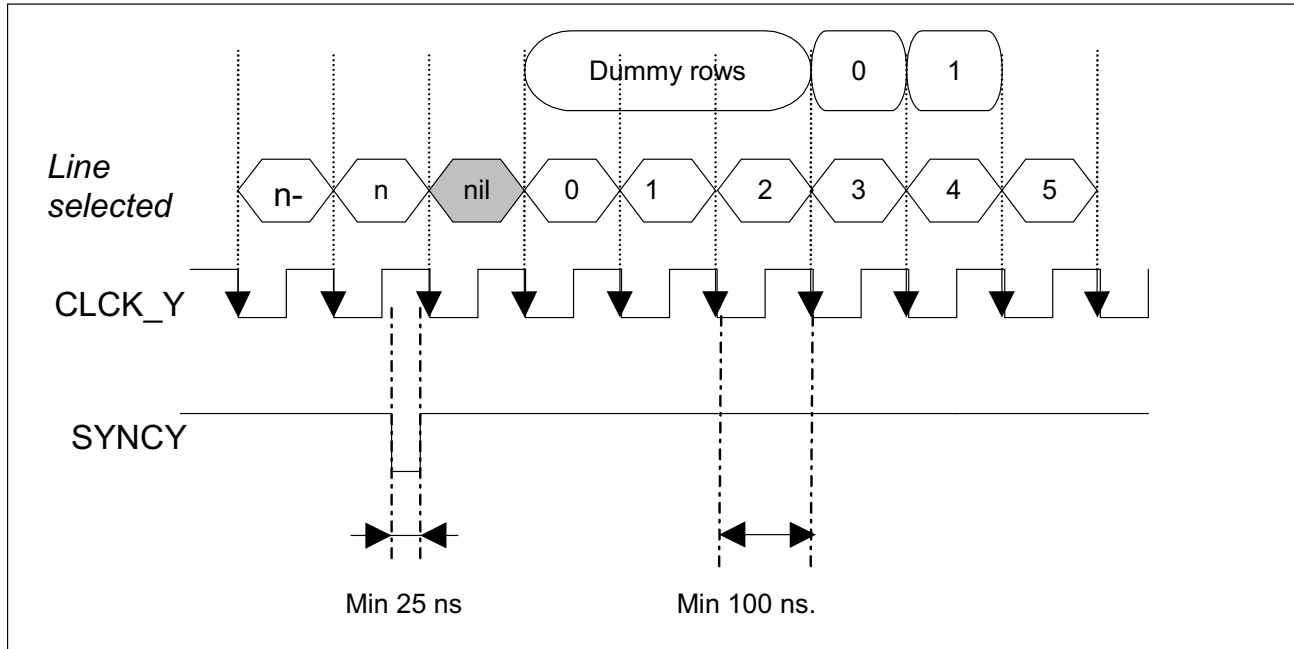 Dummy rows 0 1
Line
selected
n- n nil 0 1 2 3 4 5
CLCK_Y
SYNCY
Min 25 ns Min 100 ns.